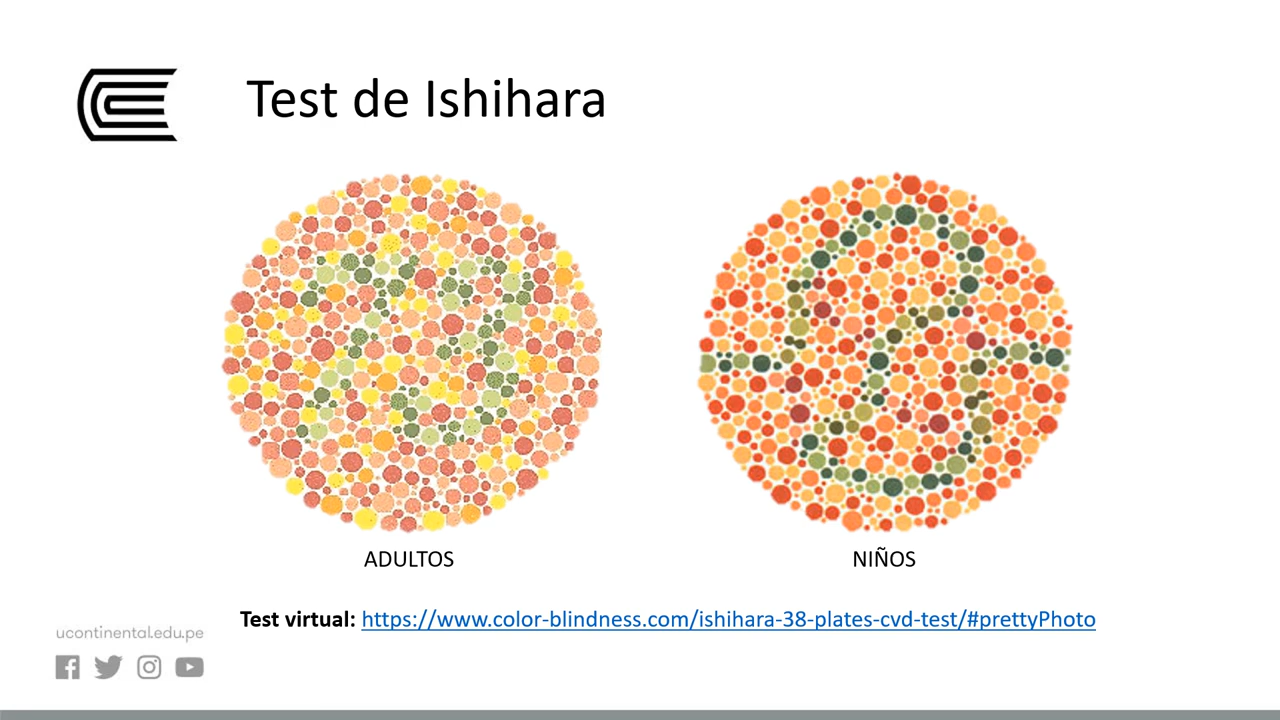 Test de Ishihara
ADULTOS
NIÑOS
Test virtual: https://www.color-blindness.com/ishihara-38-plates-cvd-test/#prettyPhoto
ucontinental.edu.pe